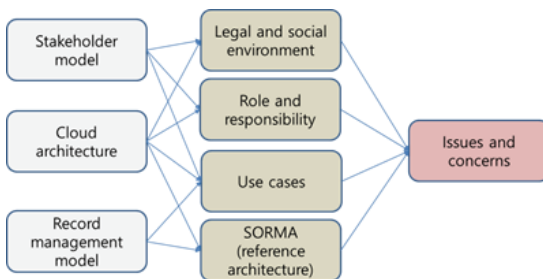 Stakeholder
model
Cloud
architecture
Record
management
model
Legal and social
environment
Role and
responsibility
Use cases
SORMA
(reference
architecture)
Issues and
concerns